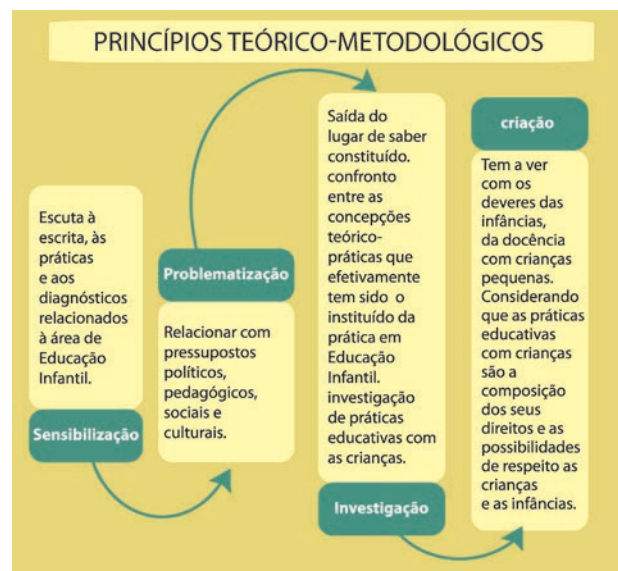 PRINCÍPIOS TEÓRICO-METODOLÓGICOS
Escuta à
escrita, às
práticas
e aos
diagnósticos
relacionados
à área de
Educação
Infantil.
Sensibilização
Problematização
Relacionar com
pressupostos
políticos,
pedagógicos,
sociais e
culturais.
Saída do
lugar de saber
constituído.
confronto
entre as
concepções
teórico-
práticas que
efetivamente
tem sido o
instituído da
prática em
Educação
Infantil.
investigação
de práticas
educativas com
as crianças.
Investigação
criação
Tem a ver
com os
deveres das
infâncias,
da docência
com crianças
pequenas.
Considerando
que as práticas
educativas
com crianças
são a
composição
dos seus
direitos e as
possibilidades
de respeito as
crianças
e as infâncias.